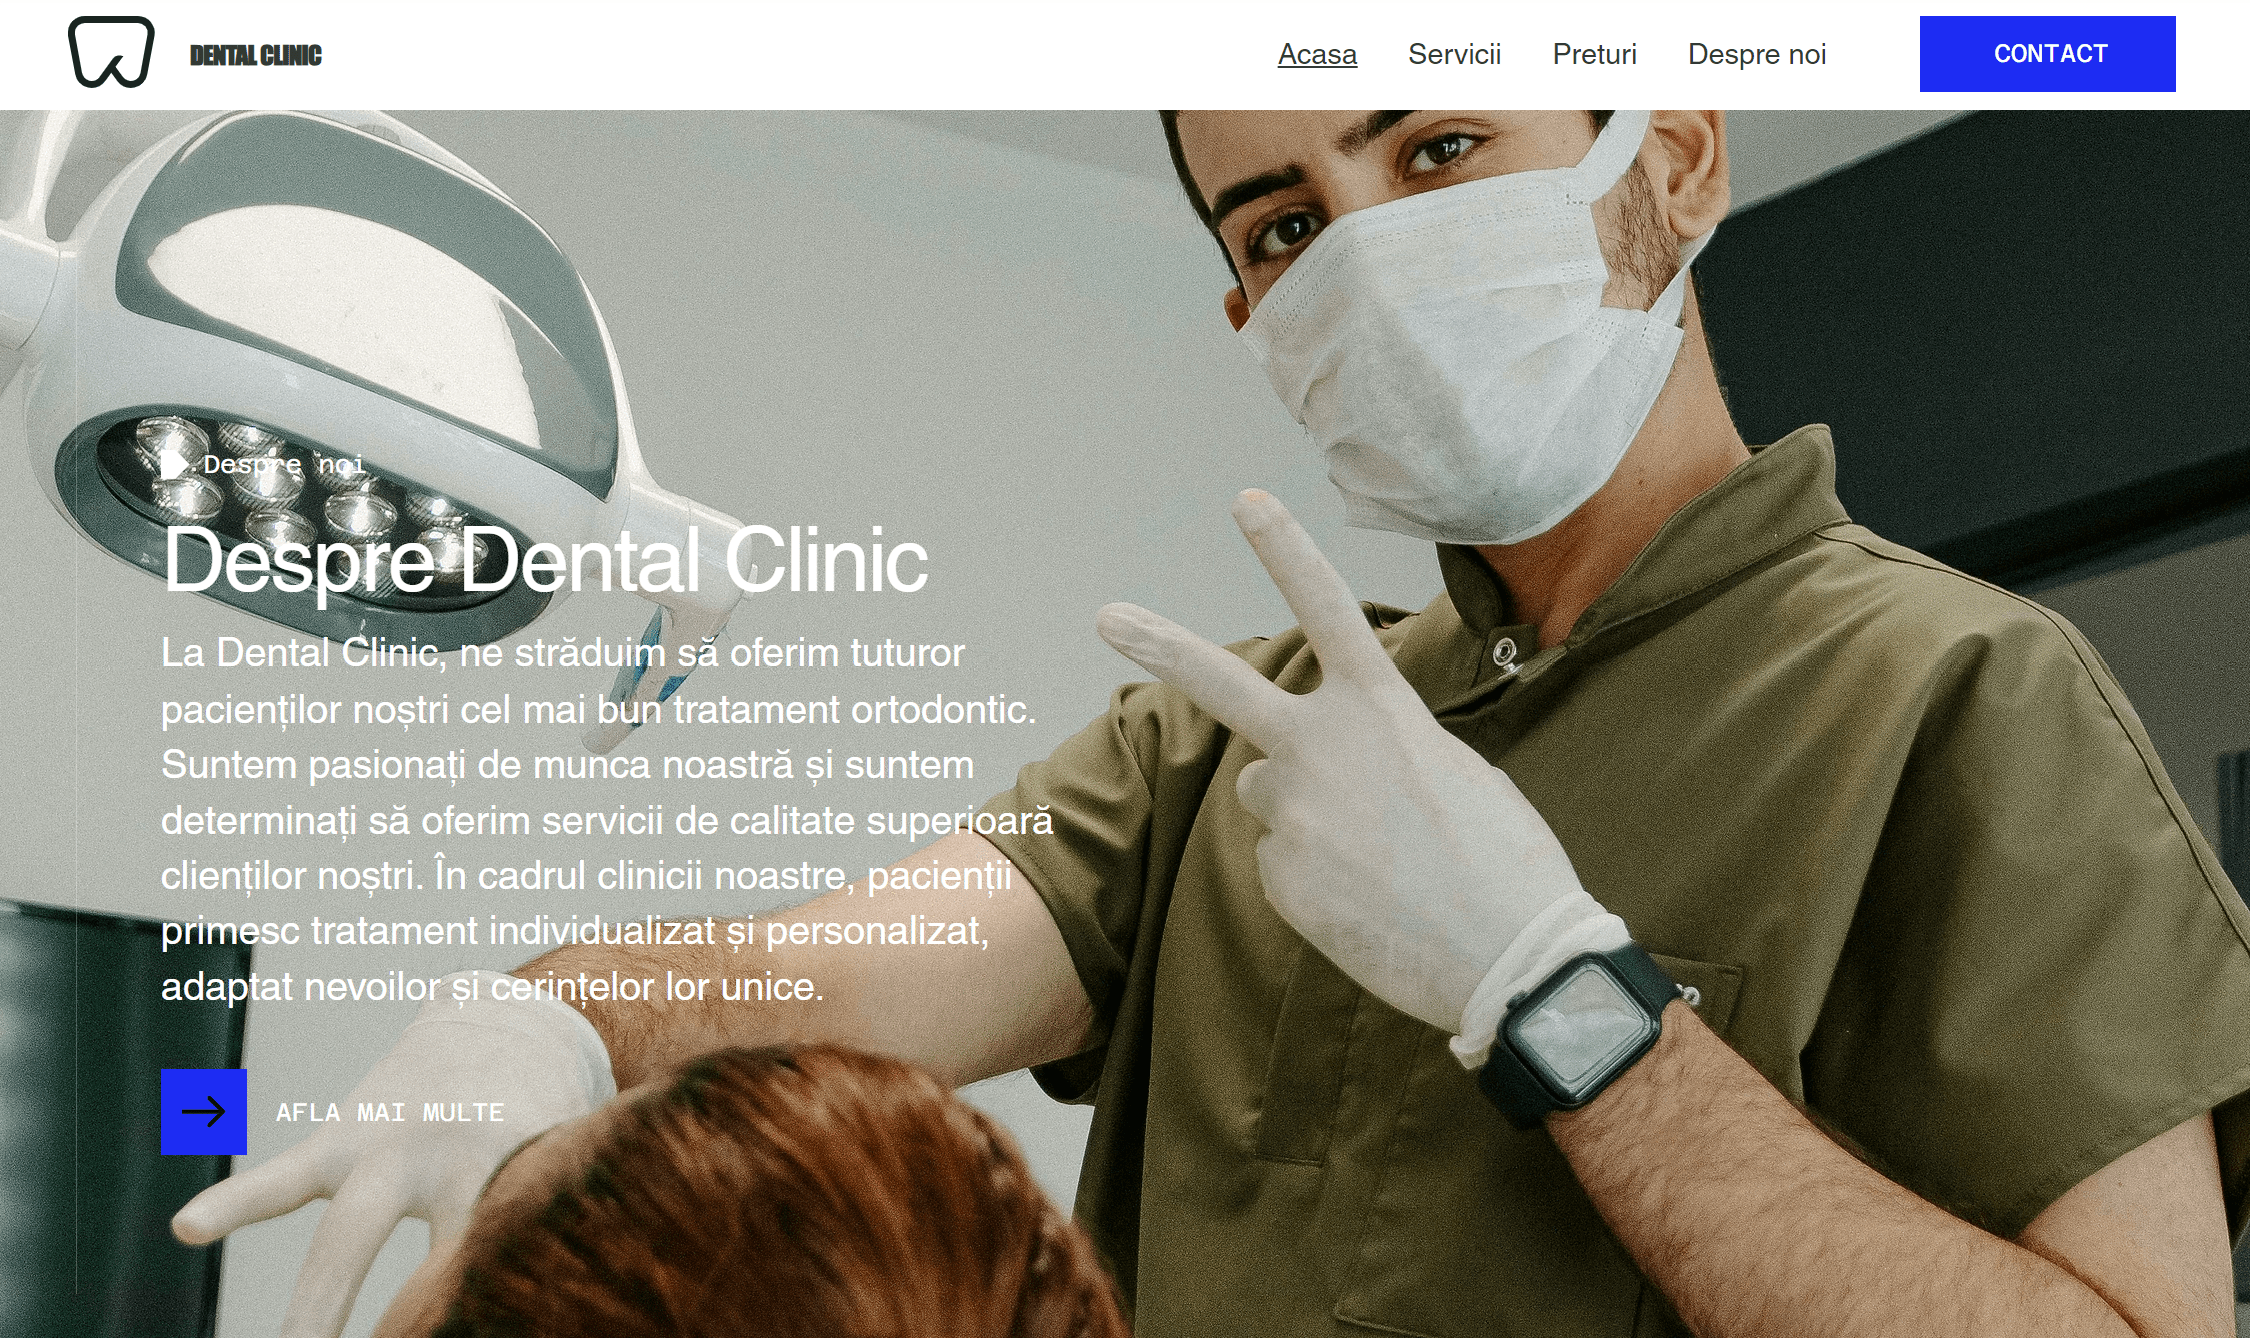 DENTAL CLINIC
Acasa
Servicii
Preturi
Despre noi
CONTACT
Despre noi
Despre Dental Clinic
La Dental Clinic, ne străduim să oferim tuturor
pacienților noștri cel mai bun tratament ortodontic.
Suntem pasionați de munca noastră și suntem
determinați să oferim servicii de calitate superioară
clienților noștri. În cadrul clinicii noastre, pacienții
primesc tratament individualizat și personalizat,
adaptat nevoilor și cerințelor lor unice.
AFLA MAI MULTE